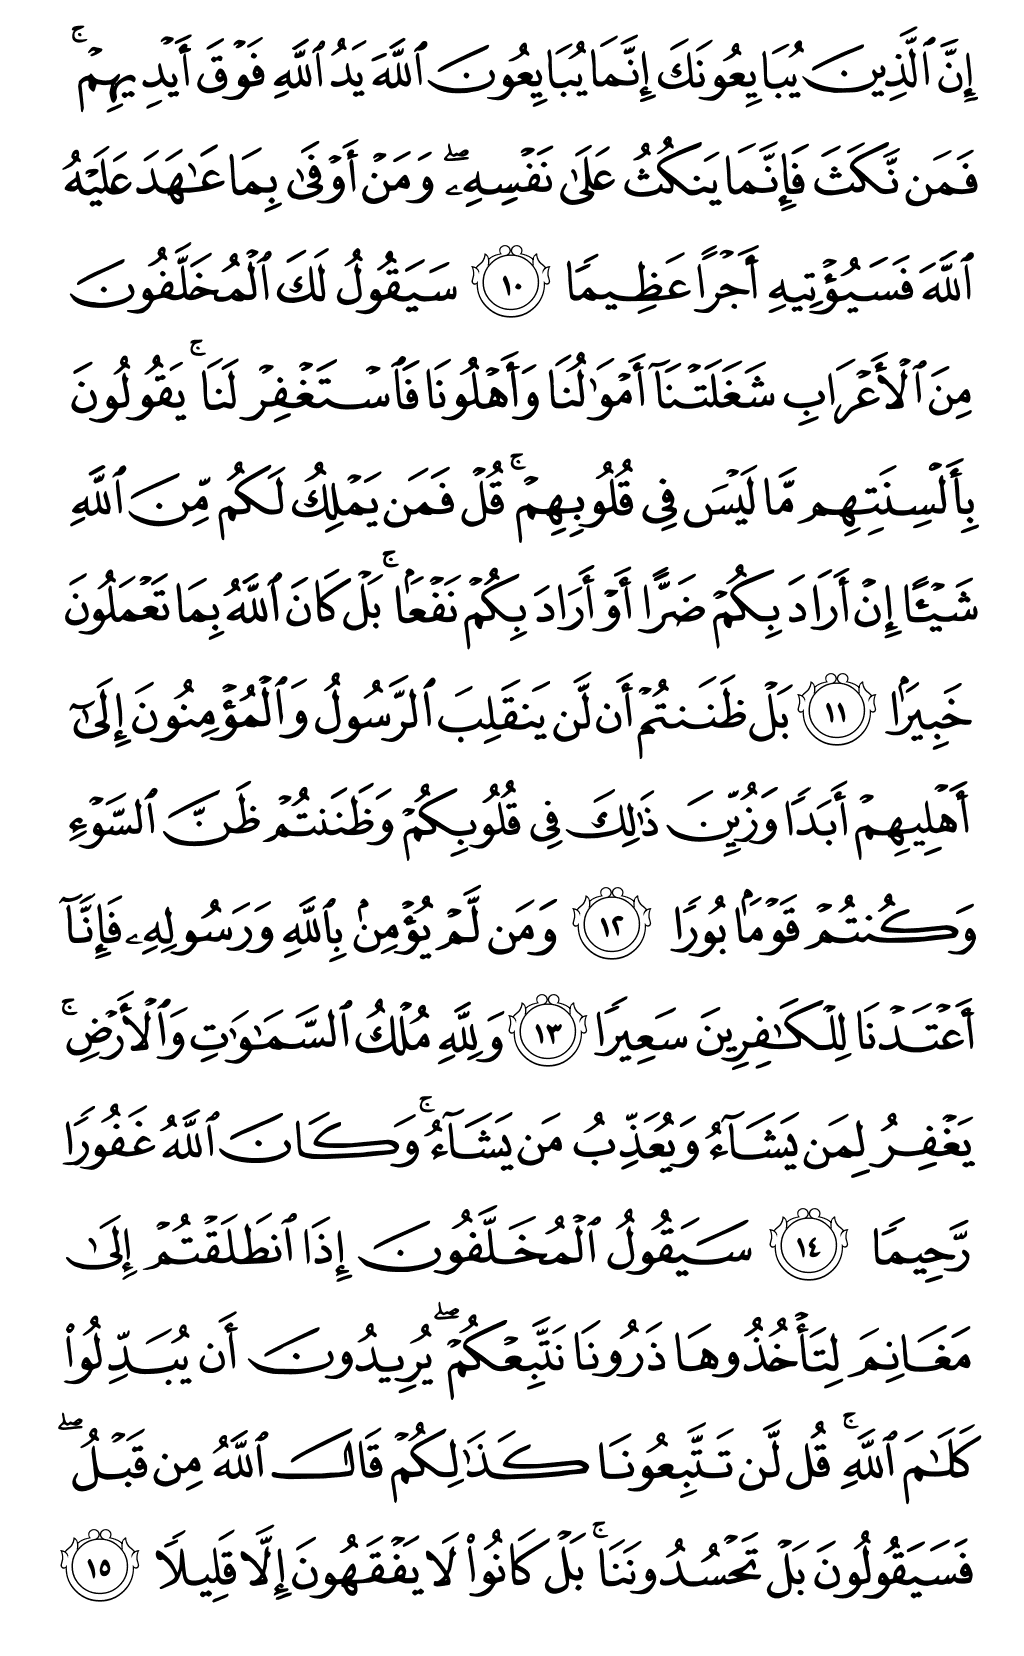 إِنَّ ٱلَّذِينَ يُبَايِعُونَكَ إِنَّمَا يُبَايِعُونَ ٱللَّهَ يَدُ ٱللَّهِ فَوْقَ أَيْدِيهِمْ ۚ
فَمَن نَّكَثَ فَإِنَّمَا يَنكُثُ عَلَىٰ نَفْسِهِۦ ۖ وَمَنْ أَوْفَىٰ بِمَا عَـٰهَدَ عَلَيْهُ
ٱللَّهَ فَسَيُؤْتِيهِ أَجْرًا عَظِيمًا ١٠ سَيَقُولُ لَكَ ٱلْمُخَلَّفُونَ
مِنَ ٱلْأَعْرَابِ شَغَلَتْنَآ أَمْوَٰلُنَا وَأَهْلُونَا فَٱسْتَغْفِرْ لَنَا ۚ يَقُولُونَ
بِأَلْسِنَتِهِم مَّا لَيْسَ فِى قُلُوبِهِمْ ۚ قُلْ فَمَن يَمْلِكُ لَكُم مِّنَ ٱللَّهِ
شَيْـًٔا إِنْ أَرَادَ بِكُمْ ضَرًّا أَوْ أَرَادَ بِكُمْ نَفْعَۢا ۚ بَلْ كَانَ ٱللَّهُ بِمَا تَعْمَلُونَ
خَبِيرَۢا ١١ بَلْ ظَنَنتُمْ أَن لَّن يَنقَلِبَ ٱلرَّسُولُ وَٱلْمُؤْمِنُونَ إِلَىٰٓ
أَهْلِيهِمْ أَبَدًا وَزُيِّنَ ذَٰلِكَ فِى قُلُوبِكُمْ وَظَنَنتُمْ ظَنَّ ٱلسَّوْءِ
وَكُنتُمْ قَوْمَۢا بُورًا ١٢ وَمَن لَّمْ يُؤْمِنۢ بِٱللَّهِ وَرَسُولِهِۦ فَإِنَّآ
أَعْتَدْنَا لِلْكَـٰفِرِينَ سَعِيرًا ١٣ وَلِلَّهِ مُلْكُ ٱلسَّمَـٰوَٰتِ وَٱلْأَرْضِ ۚ
يَغْفِرُ لِمَن يَشَآءُ وَيُعَذِّبُ مَن يَشَآءُ ۚ وَكَانَ ٱللَّهُ غَفُورًا
رَّحِيمًا ١٤ سَيَقُولُ ٱلْمُخَلَّفُونَ إِذَا ٱنطَلَقْتُمْ إِلَىٰ
مَغَانِمَ لِتَأْخُذُوهَا ذَرُونَا نَتَّبِعْكُمْ ۖ يُرِيدُونَ أَن يُبَدِّلُوا۟
كَلَـٰمَ ٱللَّهِ ۚ قُل لَّن تَتَّبِعُونَا كَذَٰلِكُمْ قَالَ ٱللَّهُ مِن قَبْلُ ۖ
فَسَيَقُولُونَ بَلْ تَحْسُدُونَنَا ۚ بَلْ كَانُوا۟ لَا يَفْقَهُونَ إِلَّا قَلِيلًا ١٥